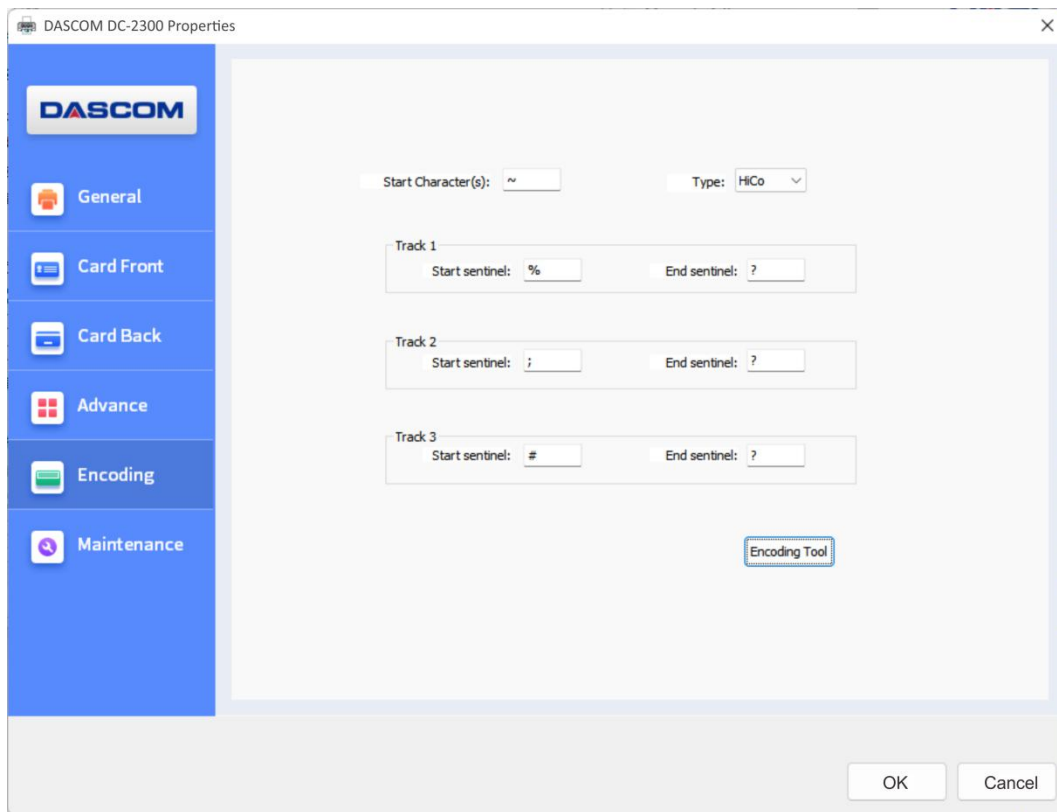 DASCOM DC-2300 Properties
DASCOM
General
Card Front
Card Back
Advance
Encoding
Maintenance
Start Character(s): ~ Type: HiCo
Track 1
Start sentinel: % End sentinel: ?
Track 2
Start sentinel: ; End sentinel: ?
Track 3
Start sentinel: # End sentinel: ?
Encoding Tool
OK Cancel